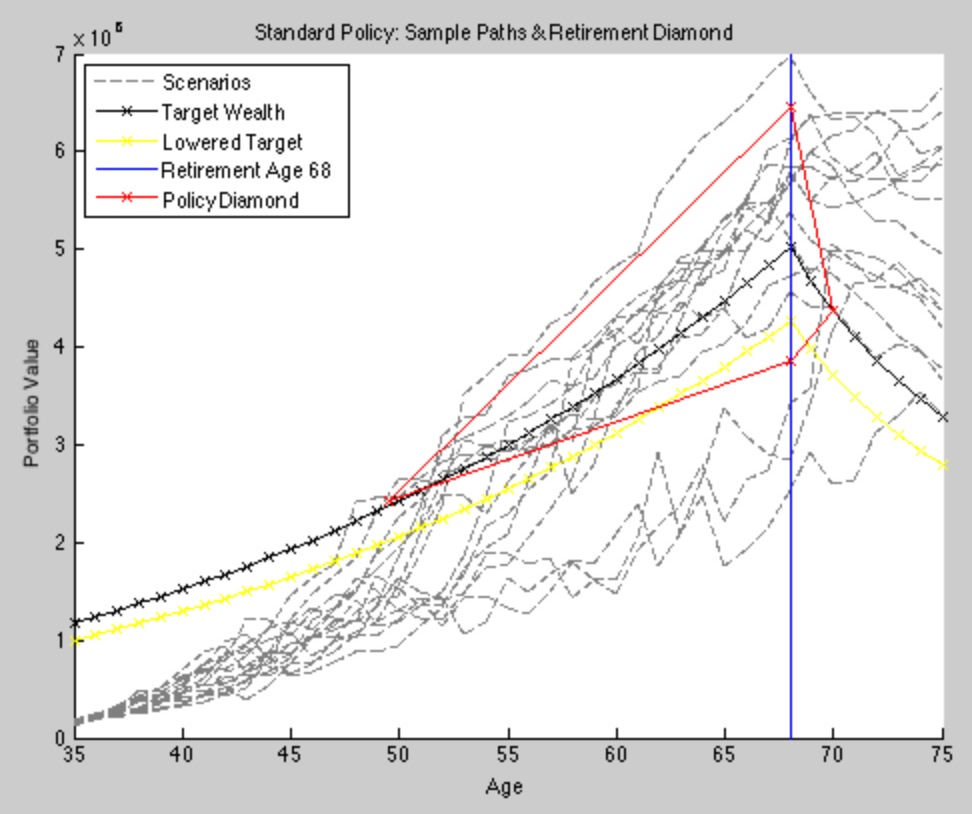 Standard Policy: Sample Paths & Retirement Diamond
x 10^6
7
6
5
4
3
2
1
0
Scenarios
Target Wealth
Lowered Target
Retirement Age 68
Policy Diamond
Portfolio Value
35 40 45 50 55 60 65 70 75
Age